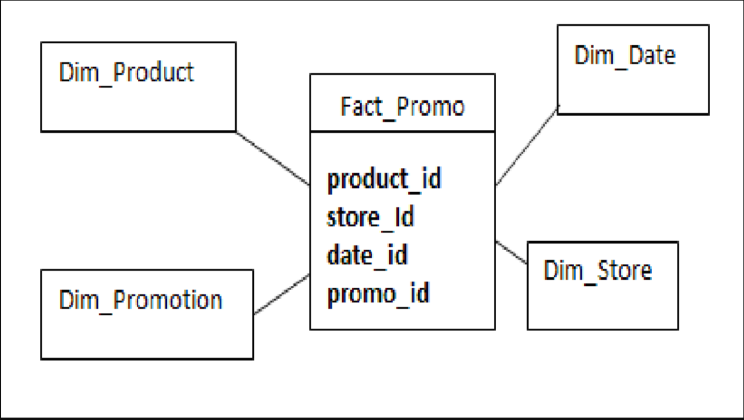 Dim_Product
Dim_Date
Fact_Promo
product_id
store_Id
date_id
promo_id
Dim_Promotion
Dim_Store